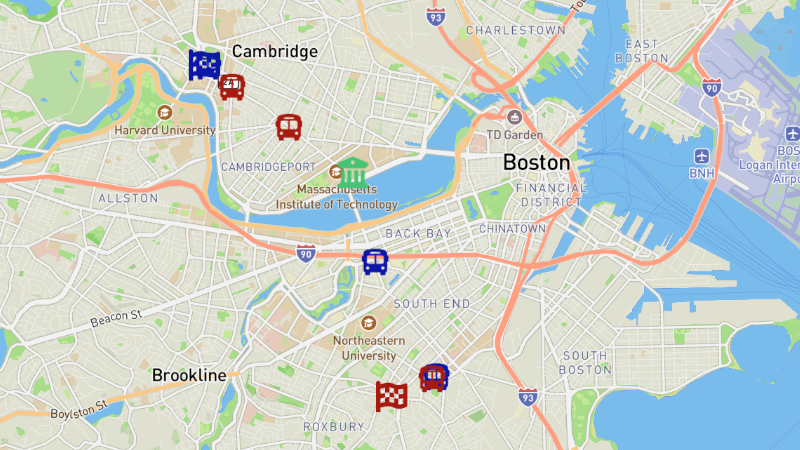 93
CHARLESTOWN
Cambridge
EAST
BOSTON
90
TD Garden
Harvard University
BOS
Logan Inter
Airpo
BNH
Boston
CAMBRIDGEPORT
Massachusetts
Institute of Technology
FINANCIAL
DISTRICT
ALLSTON
BACK BAY
CHINATOWN
90
SOUTH END
Beacon St
Northeastern
University
SOUTH
BOSTON
Brookline
93
Boylston St
ROXBURY